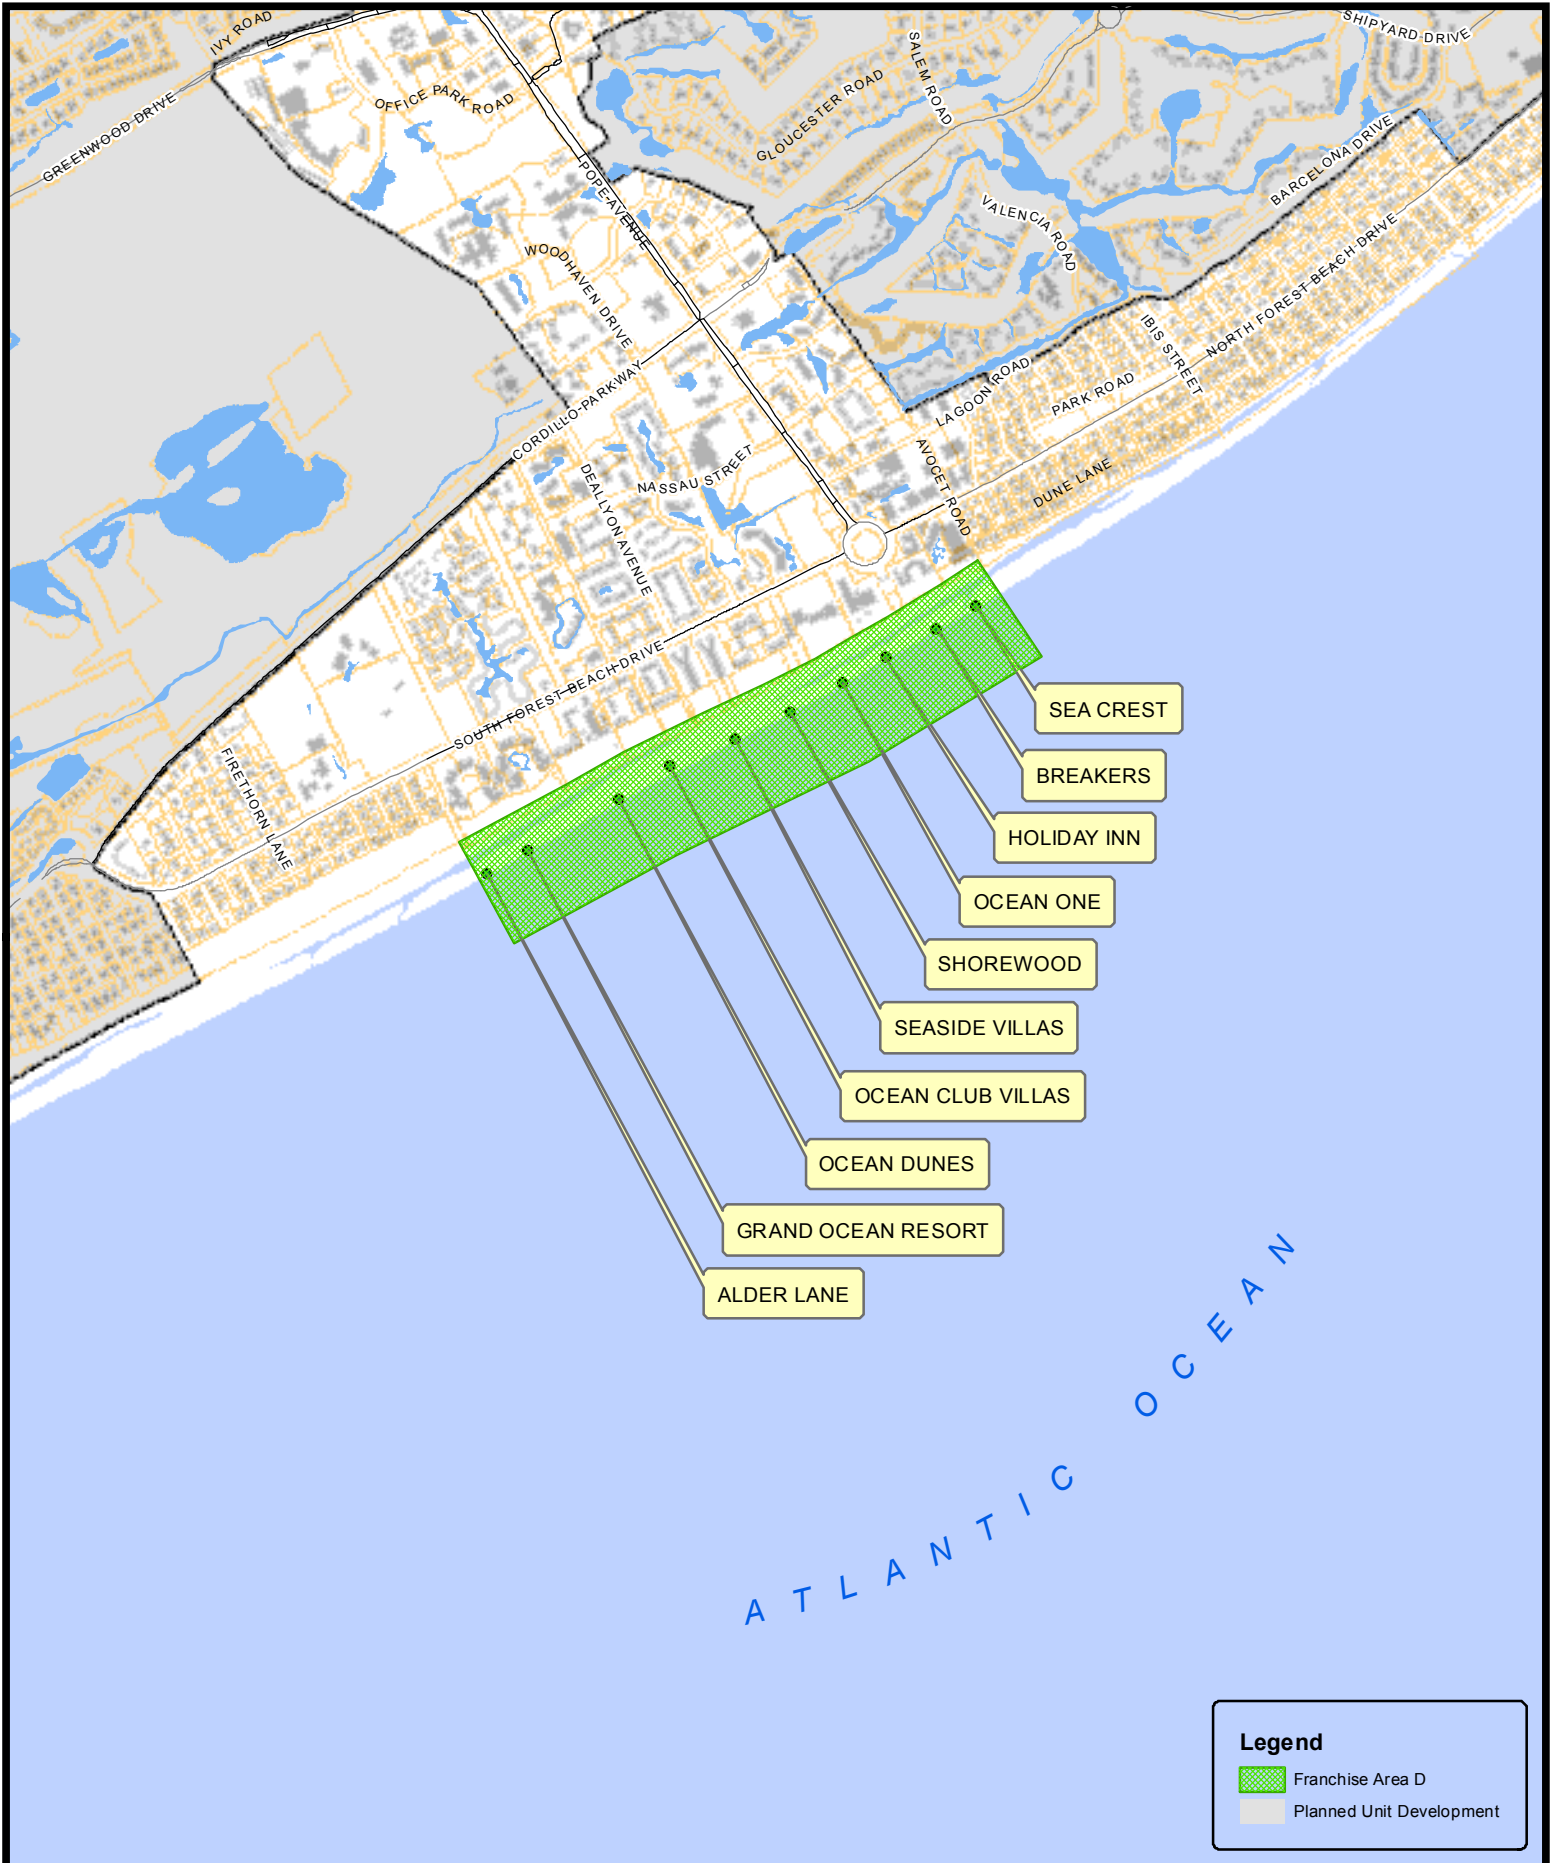 IVY ROAD
SHIPYARD DRIVE
SALEM ROAD
GREENWOOD DRIVE
OFFICE PARK ROAD
GLOUCESTER ROAD
BARCELONA DRIVE
POPE AVENUE
VALENCIA ROAD
WOODHAVEN DRIVE
NORTH FOREST BEACH DRIVE
IBIS STREET
CORDILLO PARKWAY
LAGOON ROAD
PARK ROAD
AVOCET ROAD
NASSAU STREET
DUNE LANE
DEALLYON AVENUE
SOUTH FOREST BEACH DRIVE
FIRETHORN LANE
SEA CREST
BREAKERS
HOLIDAY INN
OCEAN ONE
SHOREWOOD
SEASIDE VILLAS
OCEAN CLUB VILLAS
OCEAN DUNES
GRAND OCEAN RESORT
ALDER LANE
ATLANTIC OCEAN
Legend
Franchise Area D
Planned Unit Development